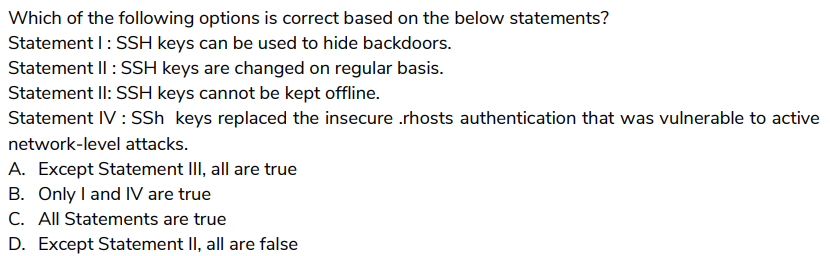 Which of the following options is correct based on the below statements?
Statement I : SSH keys can be used to hide backdoors.
Statement II : SSH keys are changed on regular basis.
Statement II: SSH keys cannot be kept offline.
Statement IV : SSh keys replaced the insecure .rhosts authentication that was vulnerable to active
network-level attacks.
A. Except Statement III, all are true
B. Only I and IV are true
C. All Statements are true
D. Except Statement II, all are false